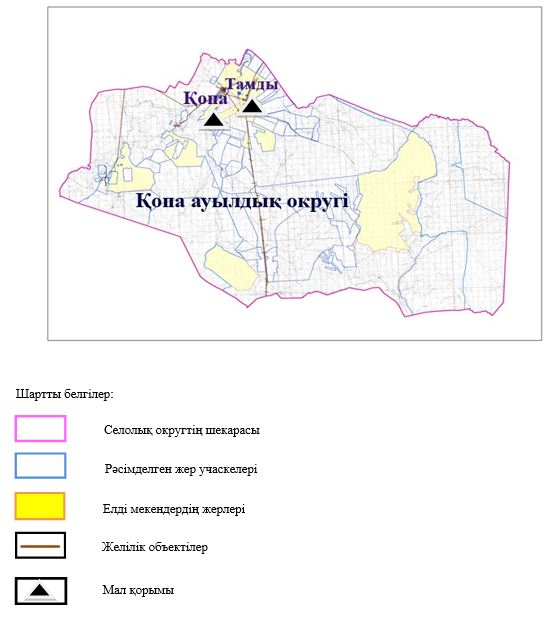 Тамды
Қопа
Қопа ауылдық округі
Шартты белгілер:
Селолық округтің шекарасы
Рәсімделген жер учаскелері
Елді мекендердің жерлері
Желілік объектілер
Мал қорымы